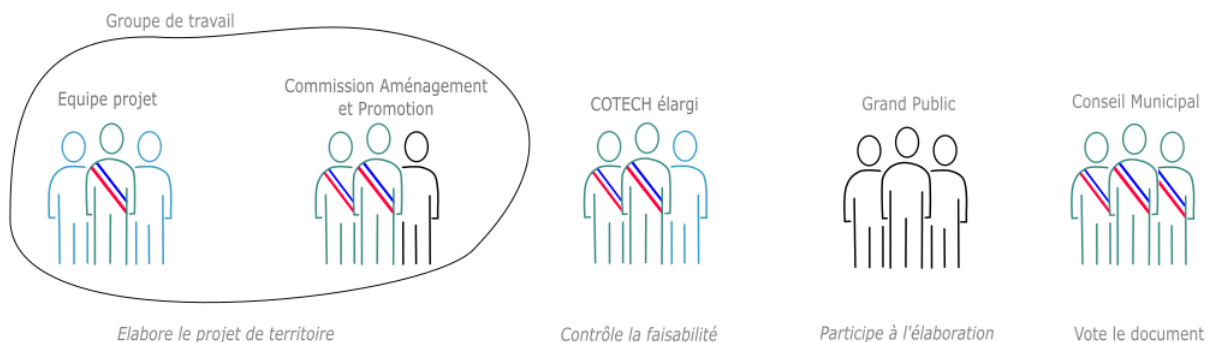 Groupe de travail
Equipe projet
Commission Aménagement
et Promotion
COTECH élargi
Grand Public
Conseil Municipal
Elabore le projet de territoire
Contrôle la faisabilité
Participe à l'élaboration
Vote le document